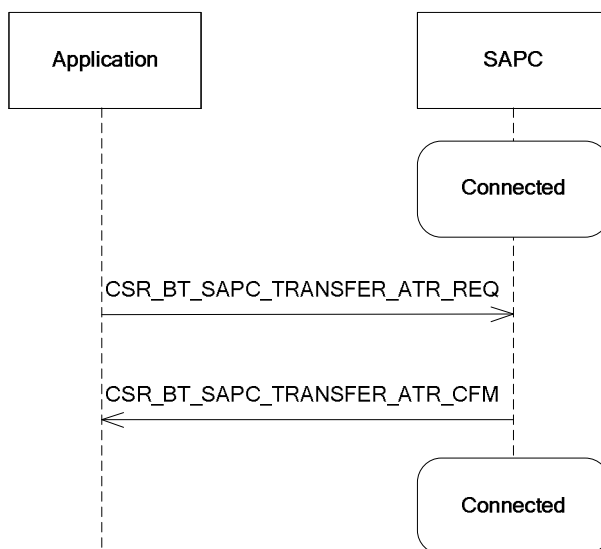 Application
SAPC
Connected
CSR_BT_SAPC_TRANSFER_ATR_REQ
CSR_BT_SAPC_TRANSFER_ATR_CFM
Connected